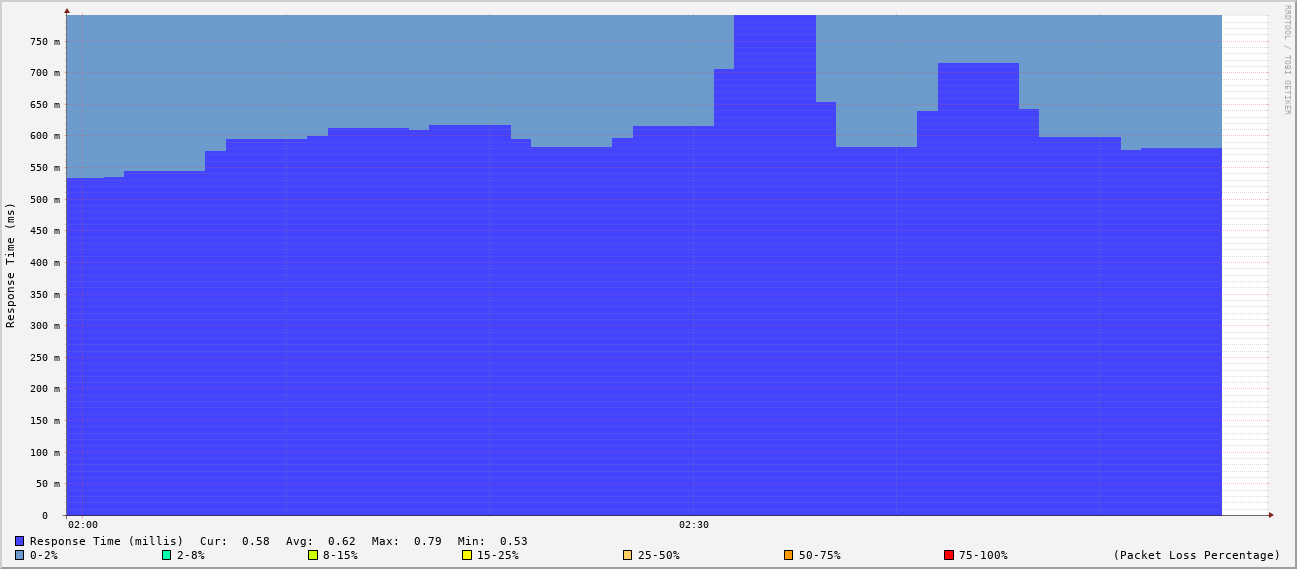 RRDTOOL / TOBI OETIKER
Response Time (ms)
750 m
700 m
650 m
600 m
550 m
500 m
450 m
400 m
350 m
300 m
250 m
200 m
150 m
100 m
50 m
0
02:00 02:30
Response Time (millis) Cur: 0.58 Avg: 0.62 Max: 0.79 Min: 0.53
0-2% 2-8% 8-15% 15-25% 25-50% 50-75% 75-100% (Packet Loss Percentage)